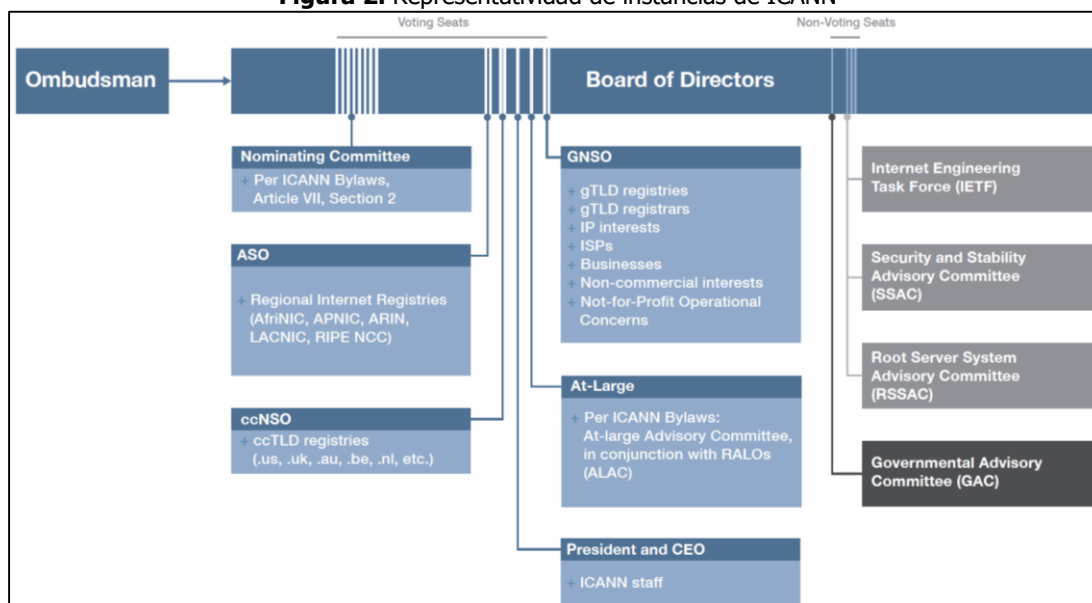 Figura 2. Representatividad de instancias de ICANN
Voting Seats
Non-Voting Seats
Ombudsman
Board of Directors
Nominating Committee
+ Per ICANN Bylaws,
Article VII, Section 2
ASO
+ Regional Internet Registries
(AfriNIC, APNIC, ARIN,
LACNIC, RIPE NCC)
ccNSO
+ ccTLD registries
(.us, .uk, .au, .be, .nl, etc.)
GNSO
+ gTLD registries
+ gTLD registrars
+ IP interests
+ ISPs
+ Businesses
+ Non-commercial interests
+ Not-for-Profit Operational
Concerns
At-Large
+ Per ICANN Bylaws:
At-large Advisory Committee,
in conjunction with RALOs
(ALAC)
President and CEO
+ ICANN staff
Internet Engineering
Task Force (IETF)
Security and Stability
Advisory Committee
(SSAC)
Root Server System
Advisory Committee
(RSSAC)
Governmental Advisory
Committee (GAC)